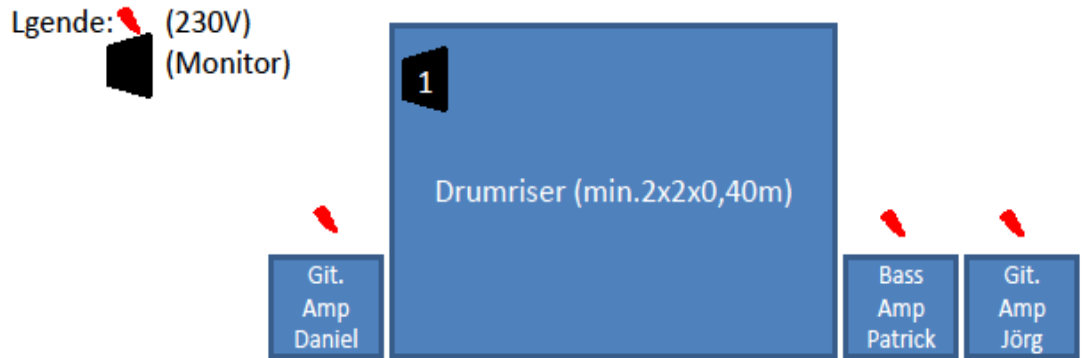 Lgende: (230V)
(Monitor)
1
Drumriser (min.2x2x0,40m)
Git.
Amp
Daniel
Bass
Amp
Patrick
Git.
Amp
Jörg